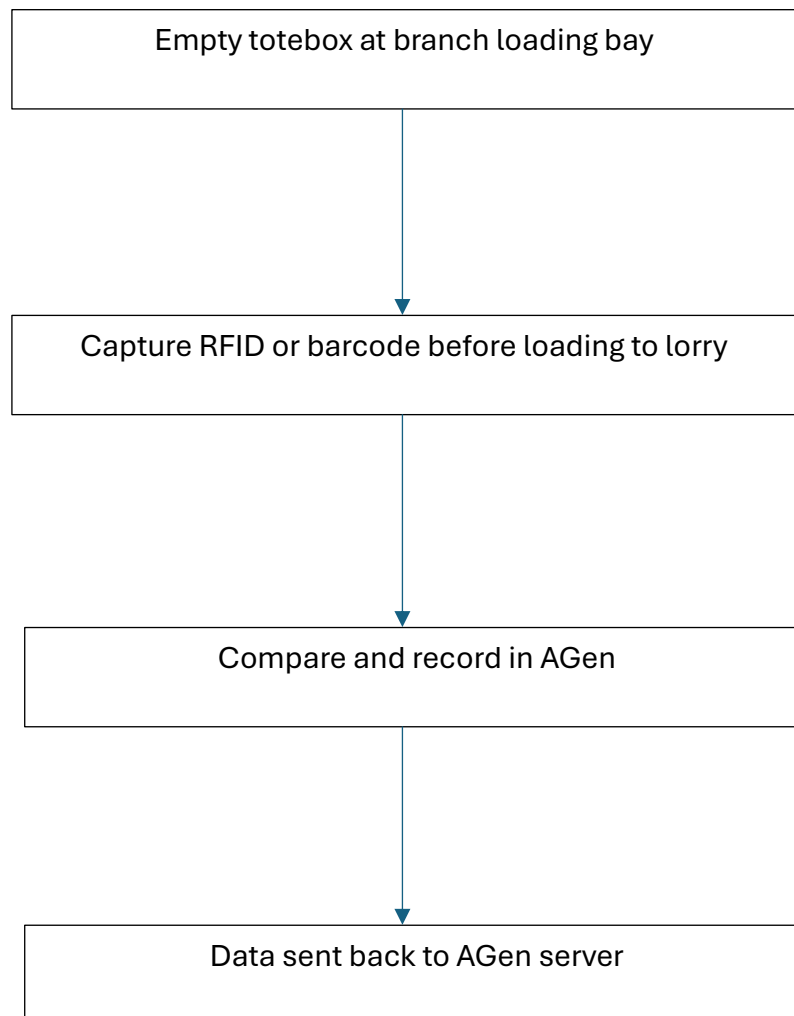 Empty totebox at branch loading bay
Capture RFID or barcode before loading to lorry
Compare and record in AGen
Data sent back to AGen server